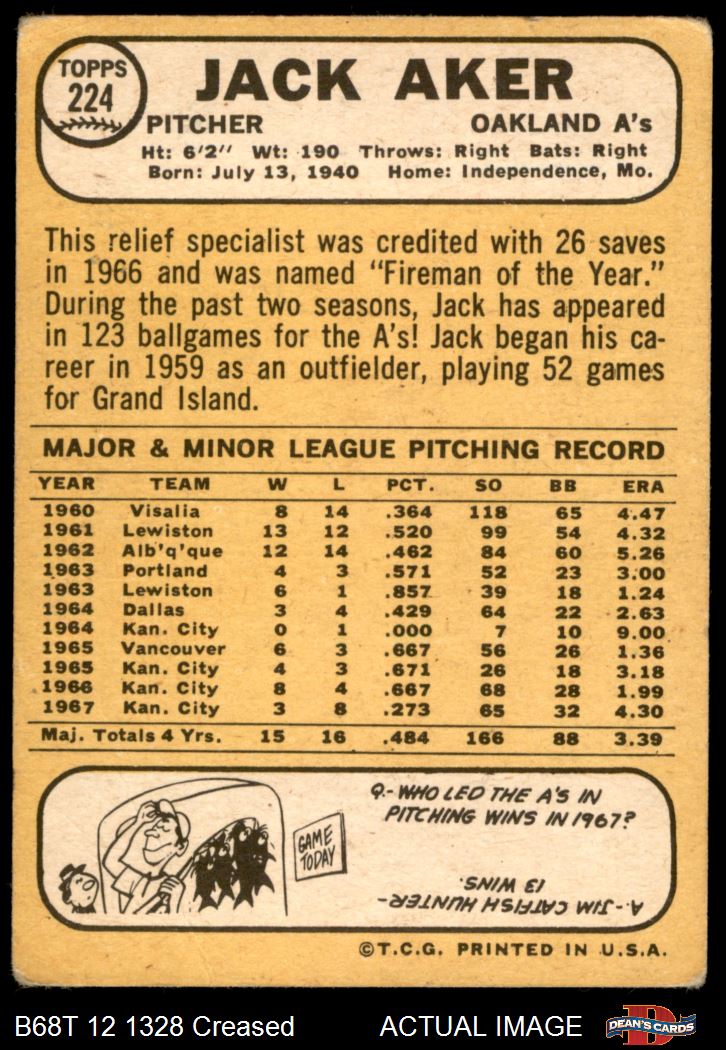 TOPPS
224
JACK AKER
PITCHER OAKLAND A's
Ht: 6'2" Wt: 190 Throws: Right Bats: Right
Born: July 13, 1940 Home: Independence, Mo.
This relief specialist was credited with 26 saves
in 1966 and was named "Fireman of the Year."
During the past two seasons, Jack has appeared
in 123 ballgames for the A's! Jack began his ca-
reer in 1959 as an outfielder, playing 52 games
for Grand Island.
MAJOR & MINOR LEAGUE PITCHING RECORD
YEAR TEAM W L PCT. SO BB ERA
1960 Visalia 8 14 .364 118 65 4.47
1961 Lewiston 13 12 .520 99 54 4.32
1962 Alb'q'que 12 14 .462 84 60 5.26
1963 Portland 4 3 .571 52 23 3.00
1963 Lewiston 6 1 .857 39 18 1.24
1964 Dallas 3 4 .429 64 22 2.63
1964 Kan. City 0 1 .000 7 10 9.00
1965 Vancouver 6 3 .667 56 26 1.36
1965 Kan. City 4 3 .671 26 18 3.18
1966 Kan. City 8 4 .667 68 28 1.99
1967 Kan. City 3 8 .273 65 32 4.30
Maj. Totals 4 Yrs. 15 16 .484 166 88 3.39
GAME
TODAY
Q.- WHO LED THE A'S IN
PITCHING WINS IN 1967?
A.- JIM CATFISH HUNTER-
13 WINS.
©T.C.G. PRINTED IN U.S.A.
B68T 12 1328 Creased ACTUAL IMAGE
DEAN'S CARDS